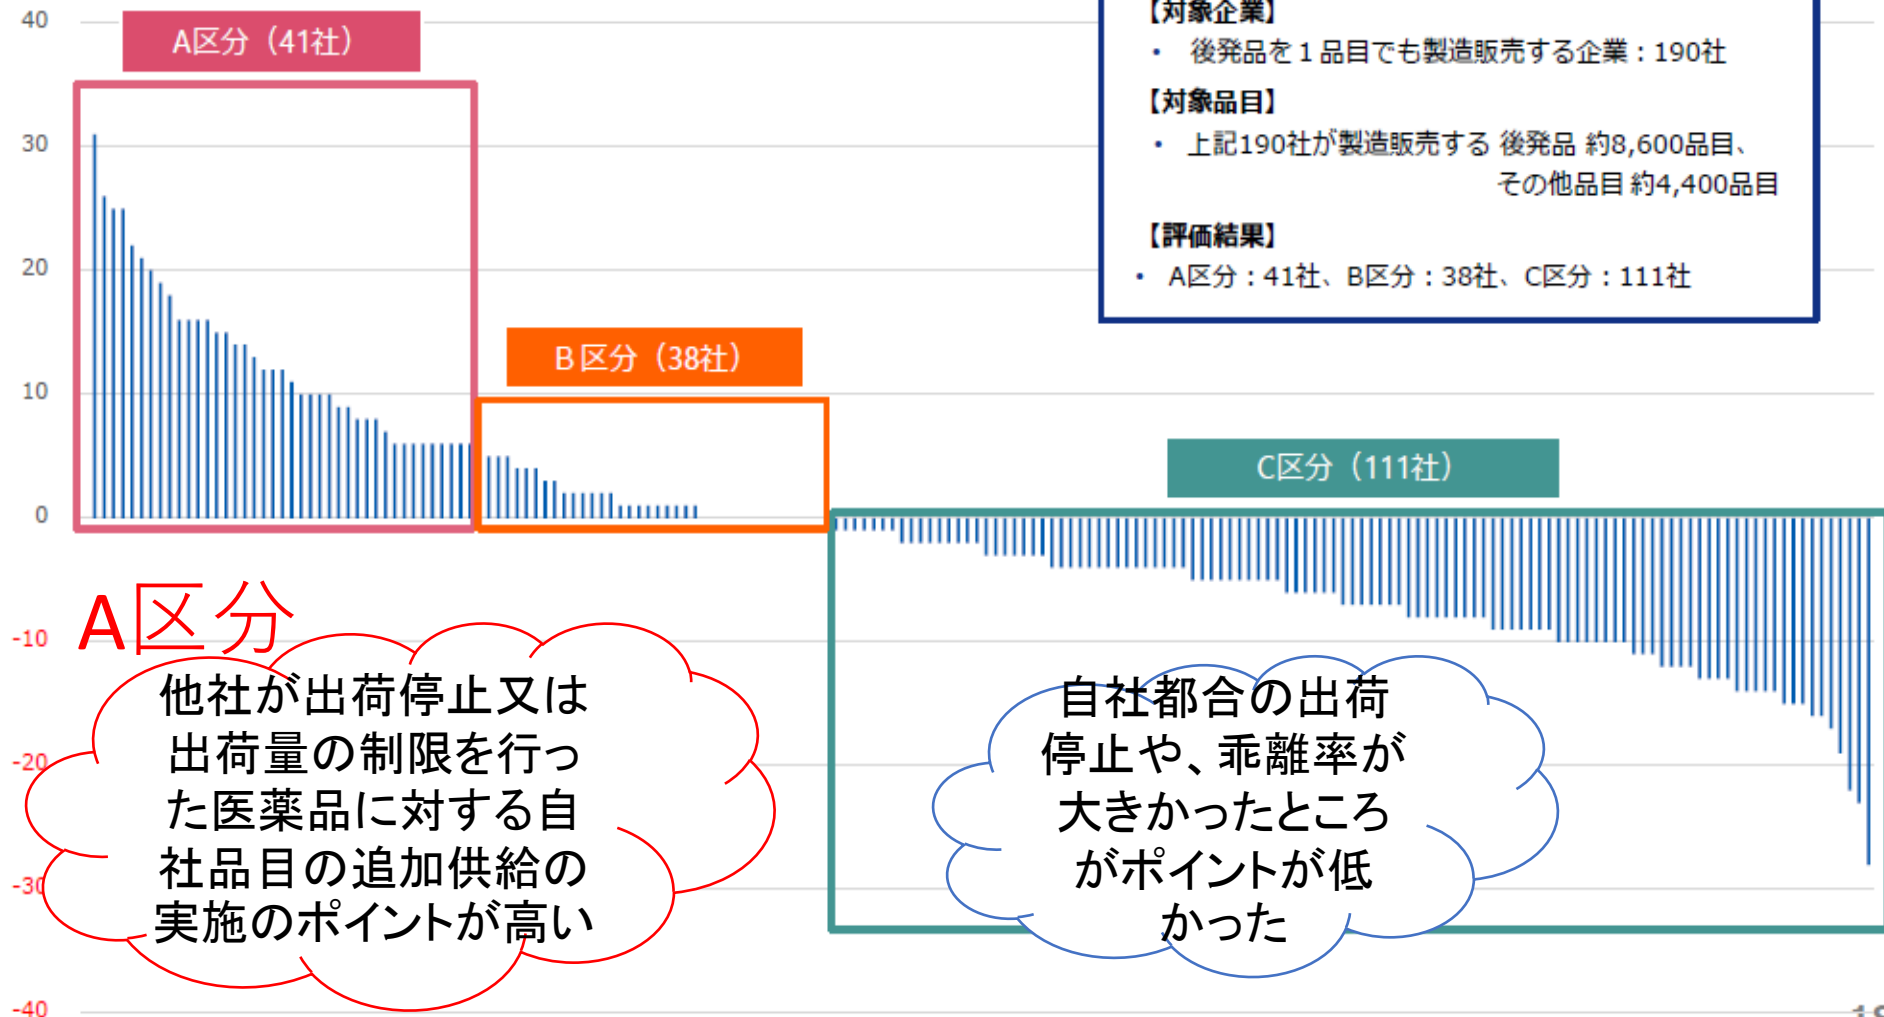 40
A区分（41社）
【対象企業】
• 後発品を１品目でも製造販売する企業：190社
【対象品目】
• 上記190社が製造販売する 後発品 約8,600品目、
その他品目 約4,400品目
【評価結果】
• A区分：41社、B区分：38社、C区分：111社
30
20
B区分（38社）
10
C区分（111社）
0
A区分
-10
他社が出荷停止又は
出荷量の制限を行っ
た医薬品に対する自
社品目の追加供給の
実施のポイントが高い
自社都合の出荷
停止や、乖離率が
大きかったところ
がポイントが低
かった
-20
-30
-40